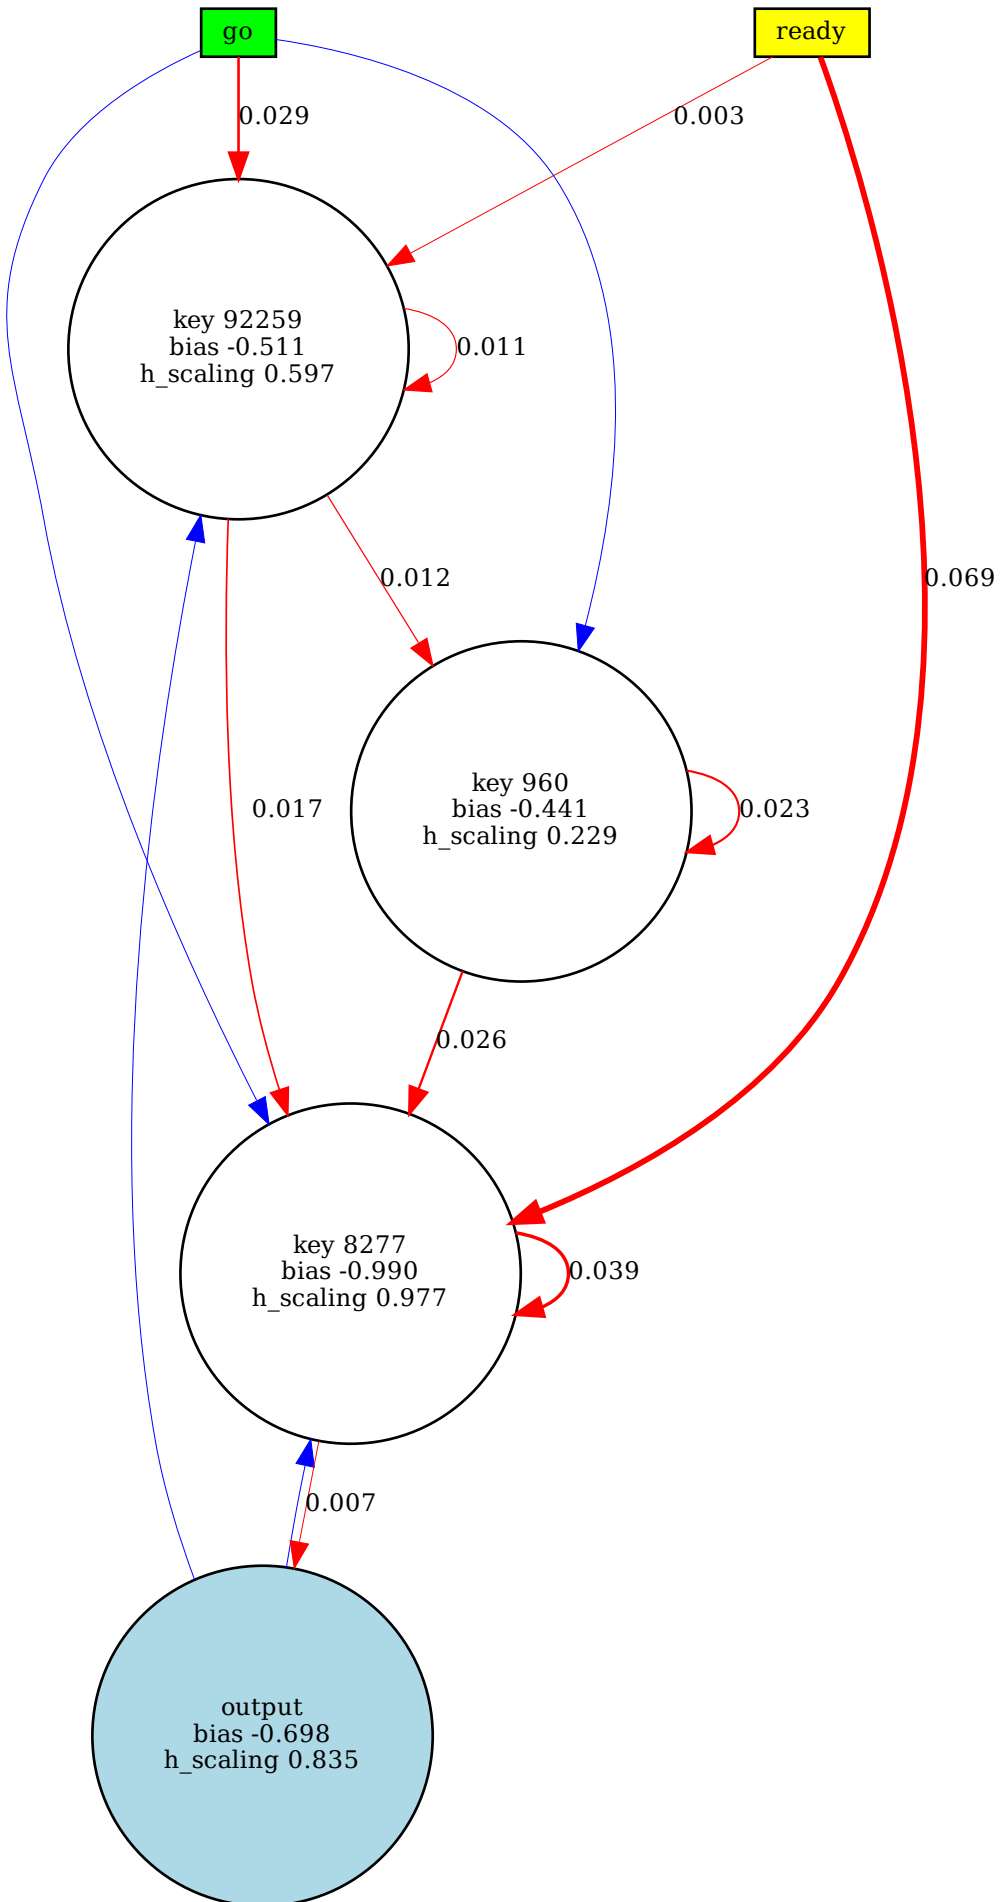 go
ready
0.029
0.003
key 92259
bias -0.511
h_scaling 0.597
0.011
0.012
0.069
key 960
bias -0.441
h_scaling 0.229
0.017
0.023
0.026
key 8277
bias -0.990
h_scaling 0.977
0.039
0.007
output
bias -0.698
h_scaling 0.835